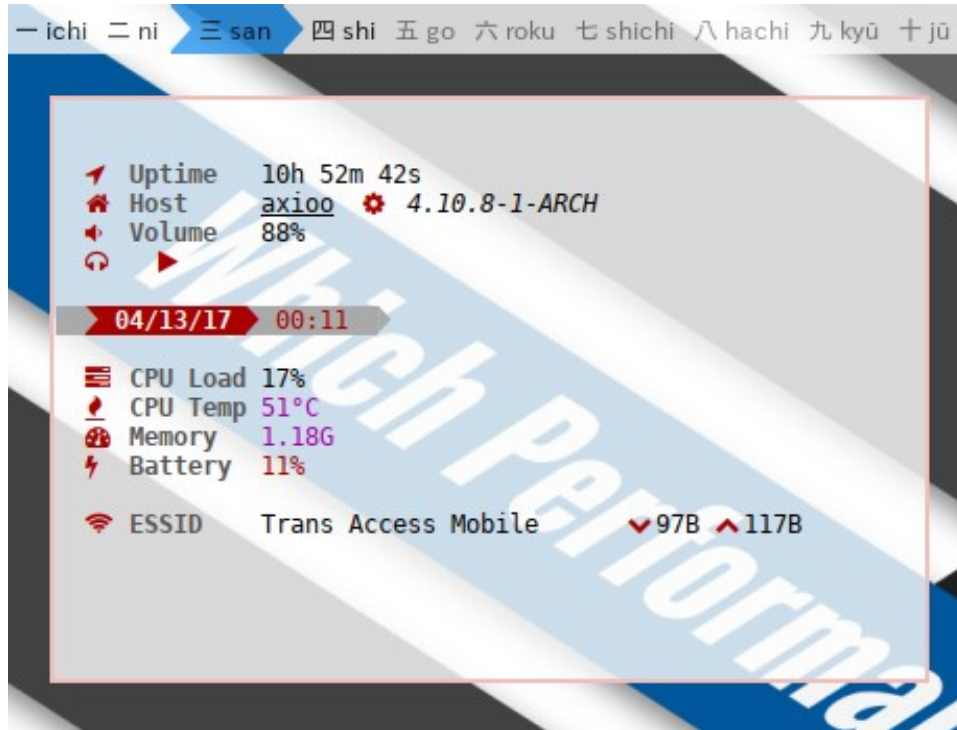 一 ichi 二 ni 三 san 四 shi 五 go 六 roku 七 shichi 八 hachi 九 kyū 十 jū
Uptime 10h 52m 42s
Host axioo 4.10.8-1-ARCH
Volume 88%
04/13/17 00:11
CPU Load 17%
CPU Temp 51°C
Memory 1.18G
Battery 11%
ESSID Trans Access Mobile 97B 117B
Which Performa